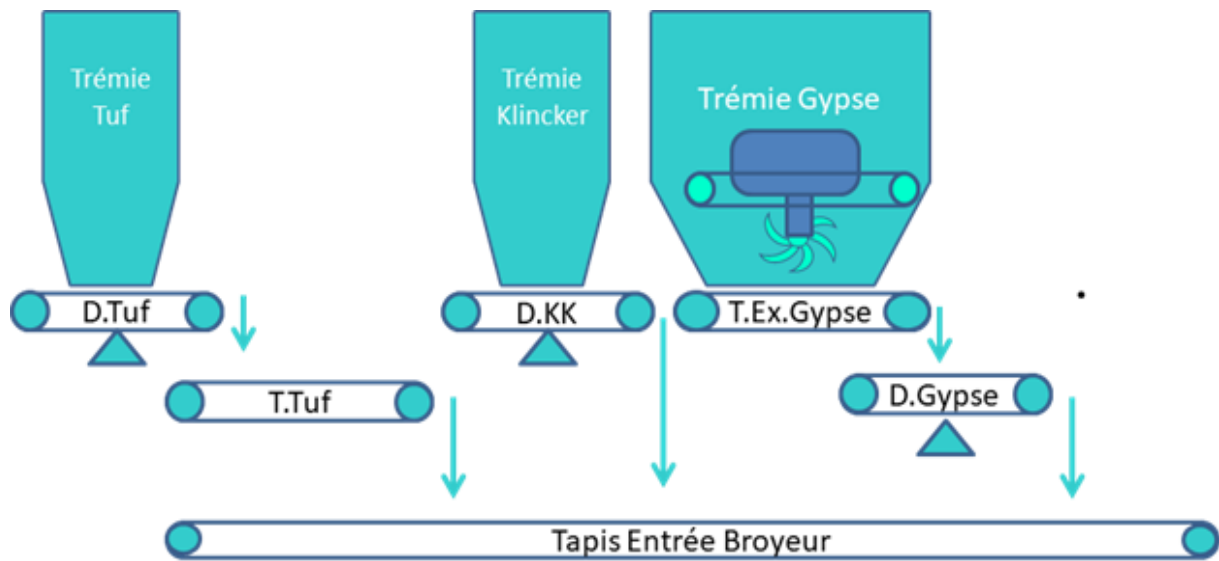 Trémie
Tuf
Trémie
Klincker
Trémie Gypse
D.Tuf
D.KK
T.Ex.Gypse
T.Tuf
D.Gypse
Tapis Entrée Broyeur